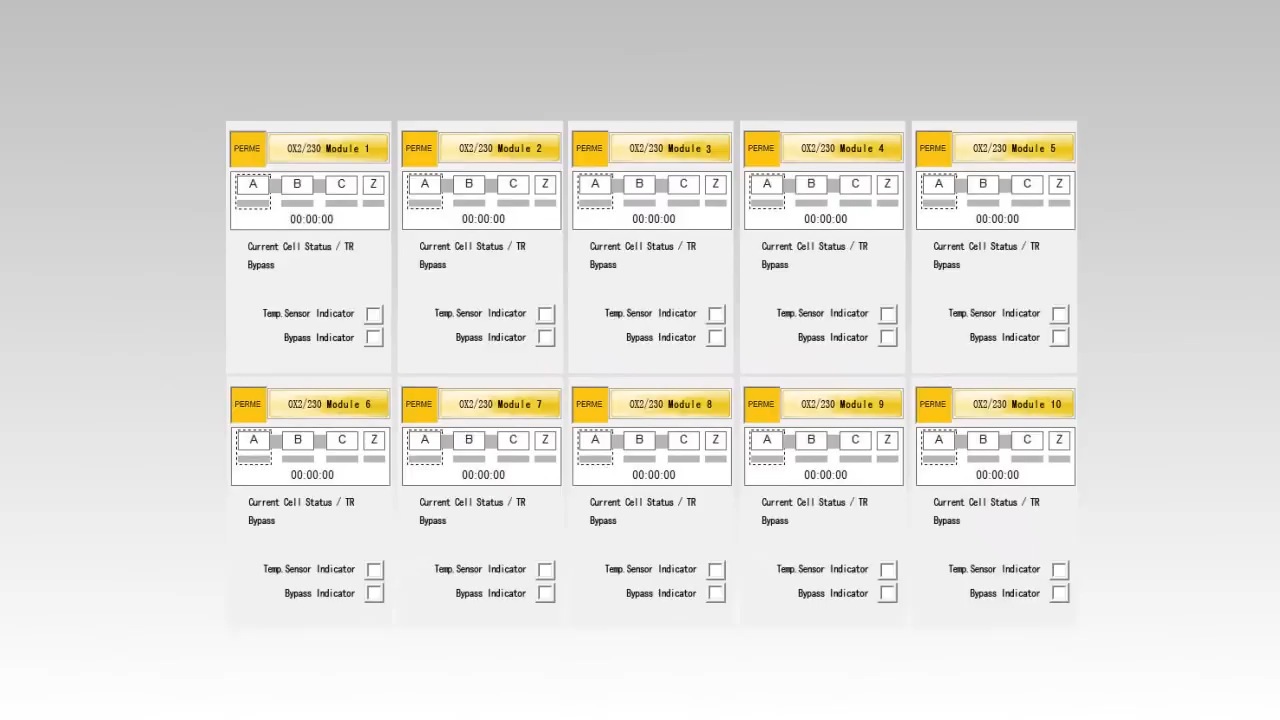 PERME OX2/230 Module 1 PERME OX2/230 Module 2 PERME OX2/230 Module 3 PERME OX2/230 Module 4 PERME OX2/230 Module 5
A B C Z A B C Z A B C Z A B C Z A B C Z
00:00:00 00:00:00 00:00:00 00:00:00 00:00:00
Current Cell Status / TR Current Cell Status / TR Current Cell Status / TR Current Cell Status / TR Current Cell Status / TR
Bypass Bypass Bypass Bypass Bypass
Temp.Sensor Indicator Temp.Sensor Indicator Temp.Sensor Indicator Temp.Sensor Indicator Temp.Sensor Indicator
Bypass Indicator Bypass Indicator Bypass Indicator Bypass Indicator Bypass Indicator
PERME OX2/230 Module 6 PERME OX2/230 Module 7 PERME OX2/230 Module 8 PERME OX2/230 Module 9 PERME OX2/230 Module 10
A B C Z A B C Z A B C Z A B C Z A B C Z
00:00:00 00:00:00 00:00:00 00:00:00 00:00:00
Current Cell Status / TR Current Cell Status / TR Current Cell Status / TR Current Cell Status / TR Current Cell Status / TR
Bypass Bypass Bypass Bypass Bypass
Temp.Sensor Indicator Temp.Sensor Indicator Temp.Sensor Indicator Temp.Sensor Indicator Temp.Sensor Indicator
Bypass Indicator Bypass Indicator Bypass Indicator Bypass Indicator Bypass Indicator